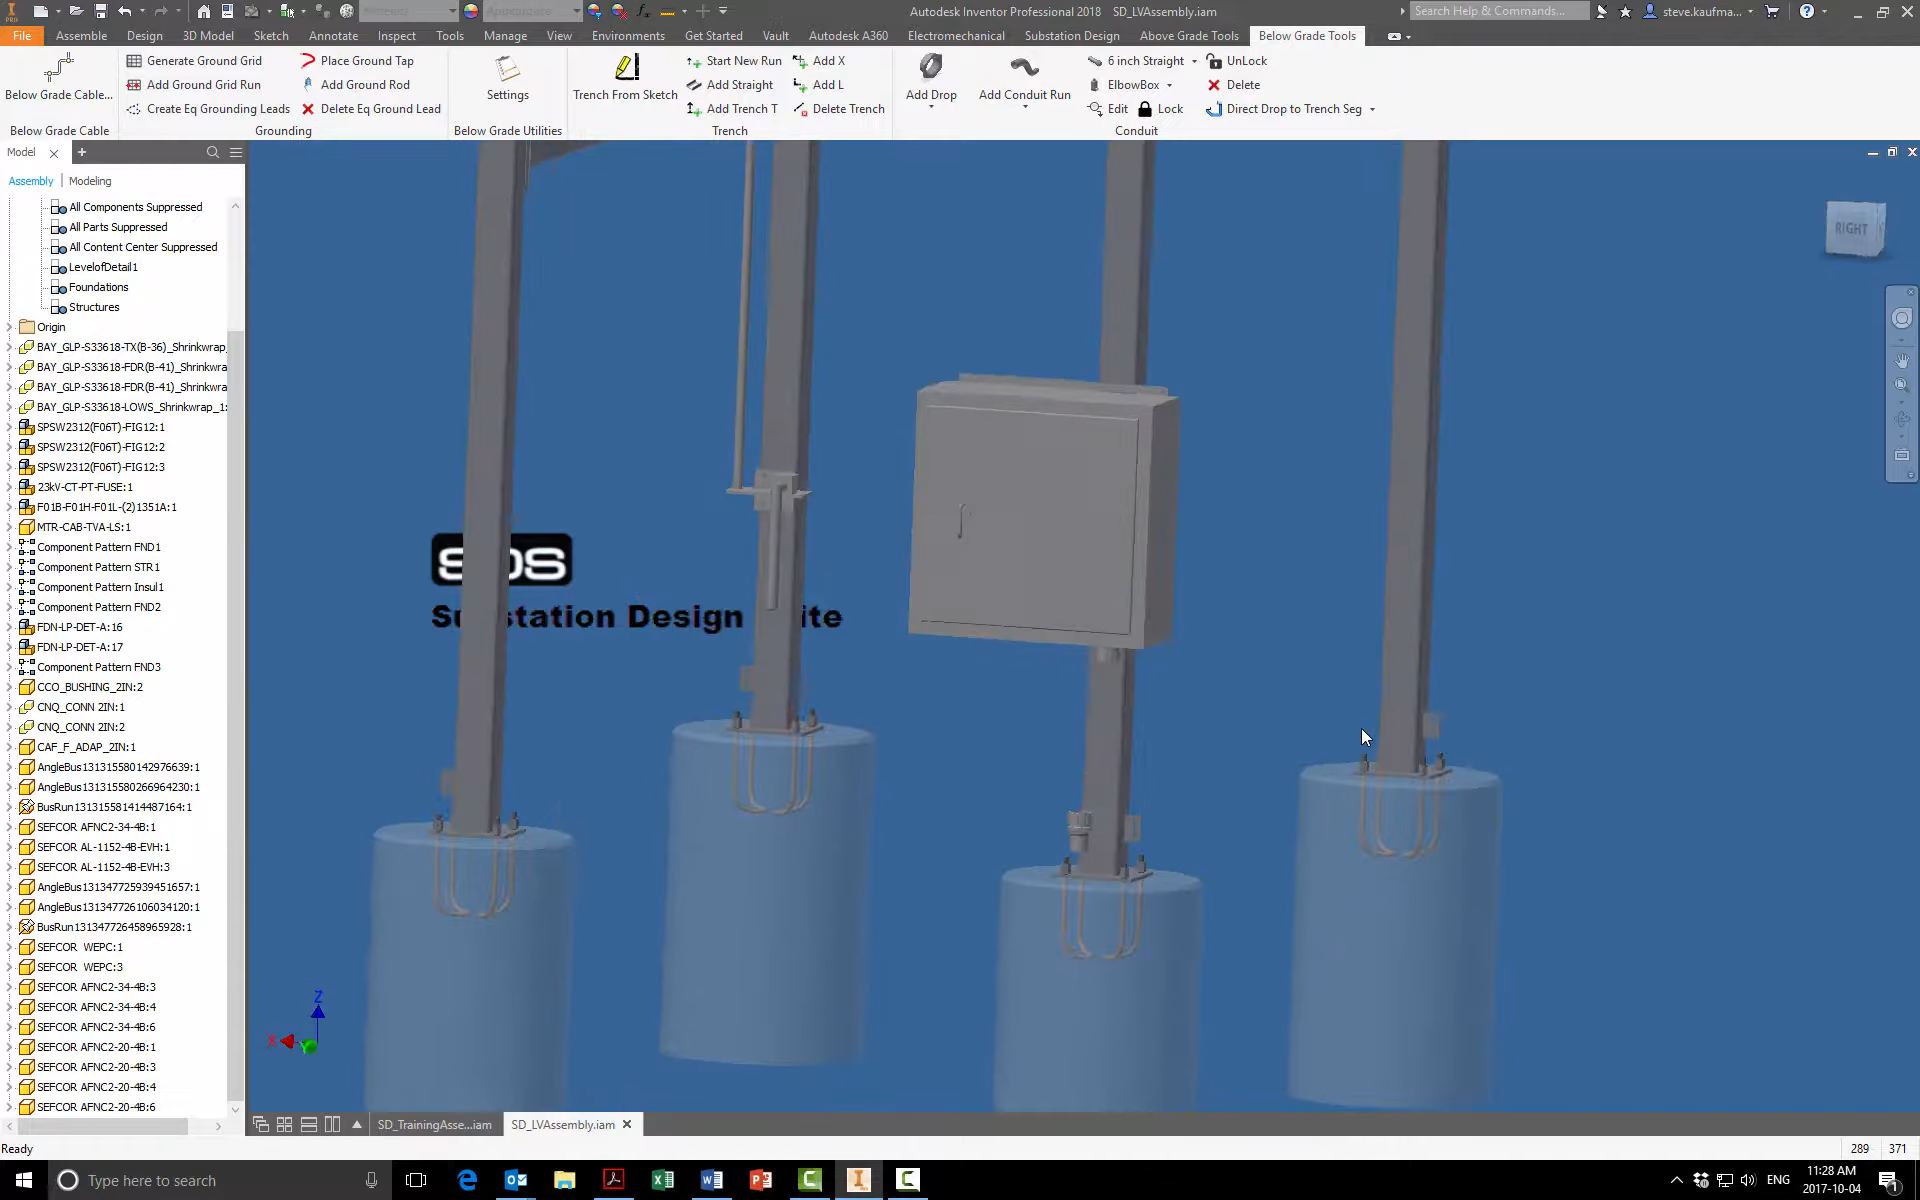 Autodesk Inventor Professional 2018 SD_LVAssembly.iam
Search Help & Commands...
steve.kaufma...
File Assemble Design 3D Model Sketch Annotate Inspect Tools Manage View Environments Get Started Vault Autodesk A360 Electromechanical Substation Design Above Grade Tools Below Grade Tools
Generate Ground Grid Place Ground Tap Start New Run Add X 6 inch Straight UnLock
Add Ground Grid Run Add Ground Rod Add Straight Add L ElbowBox Delete
Below Grade Cable... Settings Trench From Sketch Add Drop Add Conduit Run
Create Eq Grounding Leads Delete Eq Ground Lead Add Trench T Delete Trench Edit Lock Direct Drop to Trench Seg
Below Grade Cable Grounding Below Grade Utilities Trench Conduit
Model
Assembly Modeling
All Components Suppressed
All Parts Suppressed
All Content Center Suppressed
LevelofDetail1
Foundations
Structures
Origin
BAY_GLP-S33618-TX(B-36)_Shrinkwrap_
BAY_GLP-S33618-FDR(B-41)_Shrinkwra
BAY_GLP-S33618-FDR(B-41)_Shrinkwra
BAY_GLP-S33618-LOWS_Shrinkwrap_1:
SPSW2312(F06T)-FIG12:1
SPSW2312(F06T)-FIG12:2
SPSW2312(F06T)-FIG12:3
23kV-CT-PT-FUSE:1
F01B-F01H-F01L-(2)1351A:1
MTR-CAB-TVA-LS:1
Component Pattern FND1
Component Pattern STR1
Component Pattern Insul1
Component Pattern FND2
FDN-LP-DET-A:16
FDN-LP-DET-A:17
Component Pattern FND3
CCO_BUSHING_2IN:2
CNQ_CONN 2IN:1
CNQ_CONN 2IN:2
CAF_F_ADAP_2IN:1
AngleBus131315580142976639:1
AngleBus131315580266964230:1
BusRun131315581414487164:1
SEFCOR AFNC2-34-4B:1
SEFCOR AL-1152-4B-EVH:1
SEFCOR AL-1152-4B-EVH:3
AngleBus131347725939451657:1
AngleBus131347726106034120:1
BusRun131347726458965928:1
SEFCOR WEPC:1
SEFCOR WEPC:3
SEFCOR AFNC2-34-4B:3
SEFCOR AFNC2-34-4B:4
SEFCOR AFNC2-34-4B:6
SEFCOR AFNC2-20-4B:1
SEFCOR AFNC2-20-4B:3
SEFCOR AFNC2-20-4B:4
SEFCOR AFNC2-20-4B:6
RIGHT
Design
Z
X
SD_TrainingAsse...iam SD_LVAssembly.iam
Ready 289 371
Type here to search
ENG 11:28 AM
2017-10-04